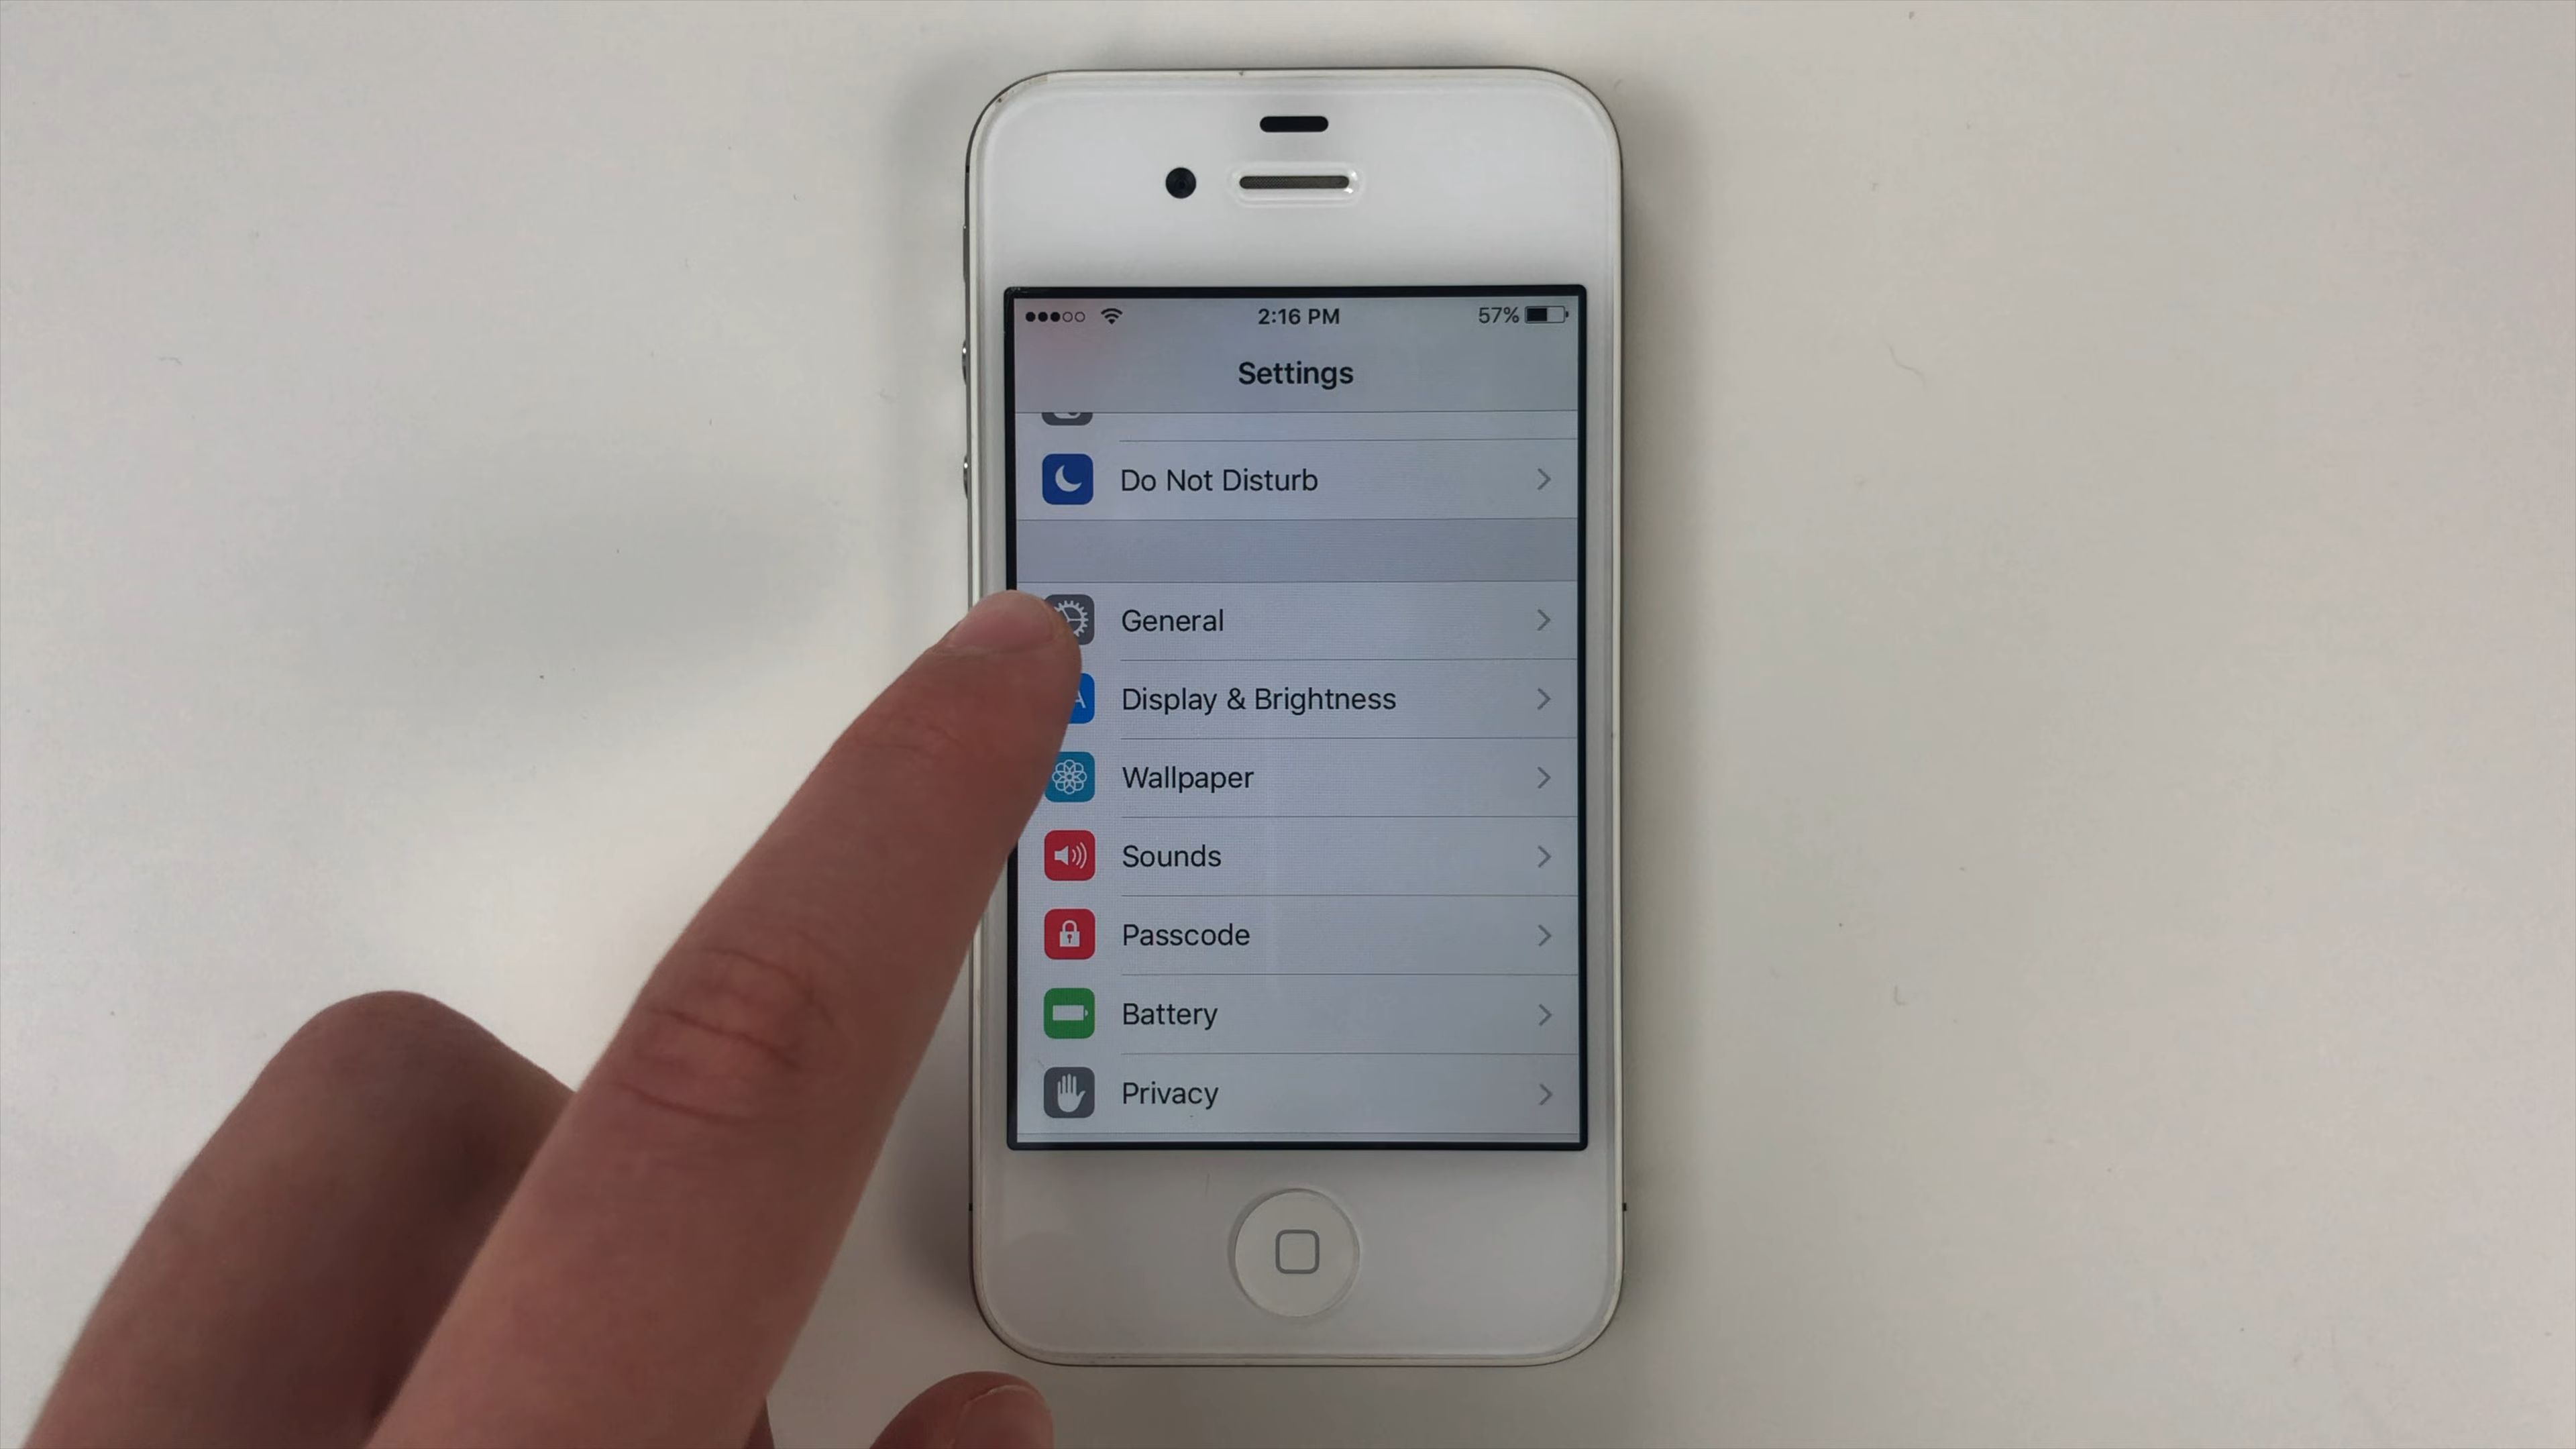 2:16 PM 57%
Settings
Do Not Disturb
General
Display & Brightness
Wallpaper
Sounds
Passcode
Battery
Privacy